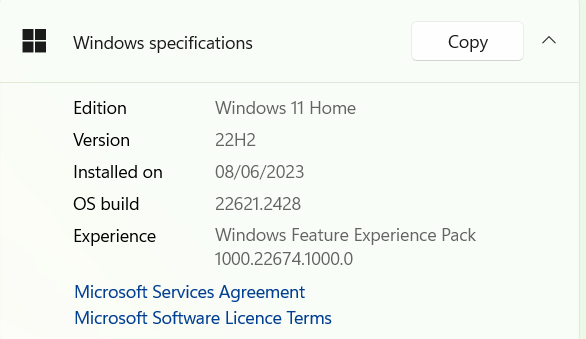 Windows specifications
Copy
Edition Windows 11 Home
Version 22H2
Installed on 08/06/2023
OS build 22621.2428
Experience Windows Feature Experience Pack
1000.22674.1000.0
Microsoft Services Agreement
Microsoft Software Licence Terms